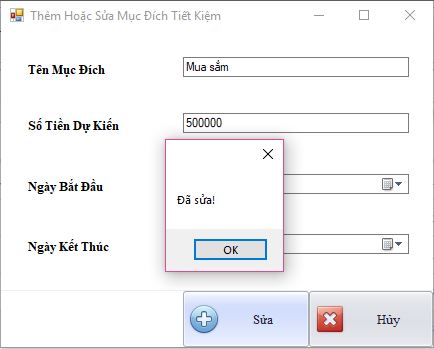 Thêm Hoặc Sửa Mục Đích Tiết Kiệm
Tên Mục Đích
Mua sắm
Số Tiền Dự Kiến
500000
Đã sửa!
Ngày Bắt Đầu
Ngày Kết Thúc
OK
Sửa
Hủy